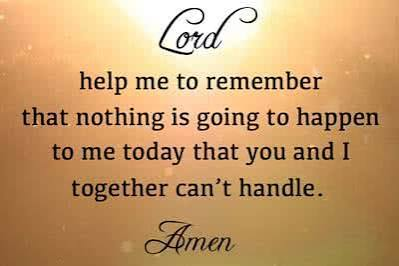 Lord
help me to remember
that nothing is going to happen
to me today that you and I
together can't handle.
Amen